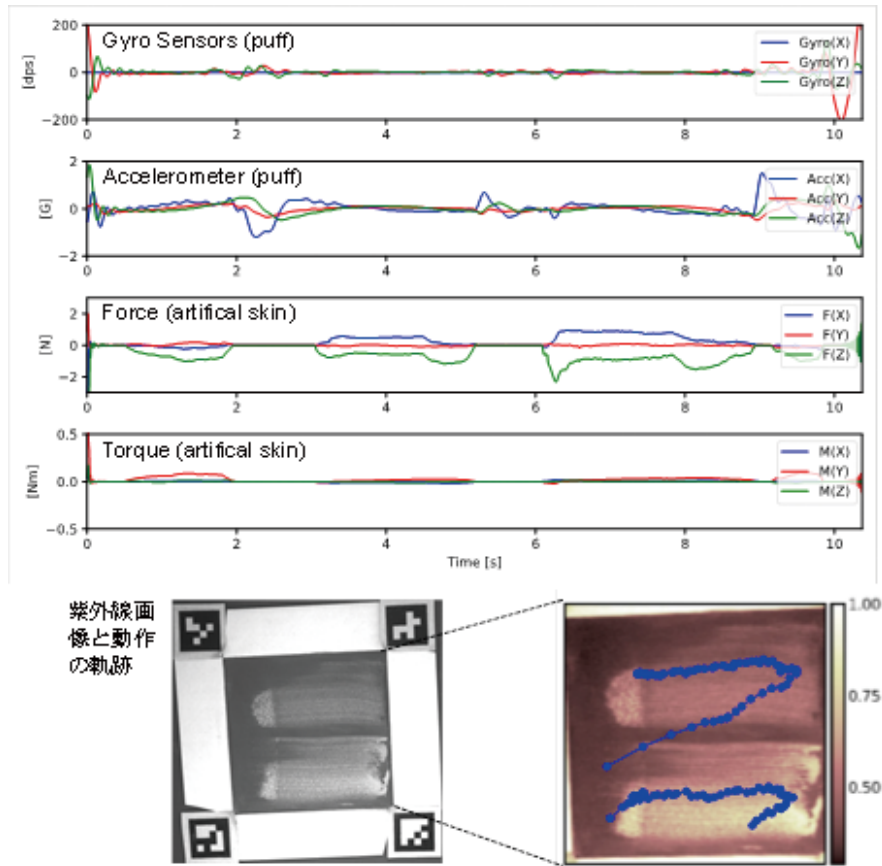 Gyro Sensors (puff)
200
0
−200
[dps]
Gyro(X)
Gyro(Y)
Gyro(Z)
0 2 4 6 8 10
Accelerometer (puff)
2
0
−2
[G]
Acc(X)
Acc(Y)
Acc(Z)
0 2 4 6 8 10
Force (artifical skin)
2
0
−2
[N]
F(X)
F(Y)
F(Z)
0 2 4 6 8 10
Torque (artifical skin)
0.5
0.0
−0.5
[Nm]
M(X)
M(Y)
M(Z)
0 2 4 6 8 10
Time [s]
紫外線画
像と動作
の軌跡
1.00
0.75
0.50